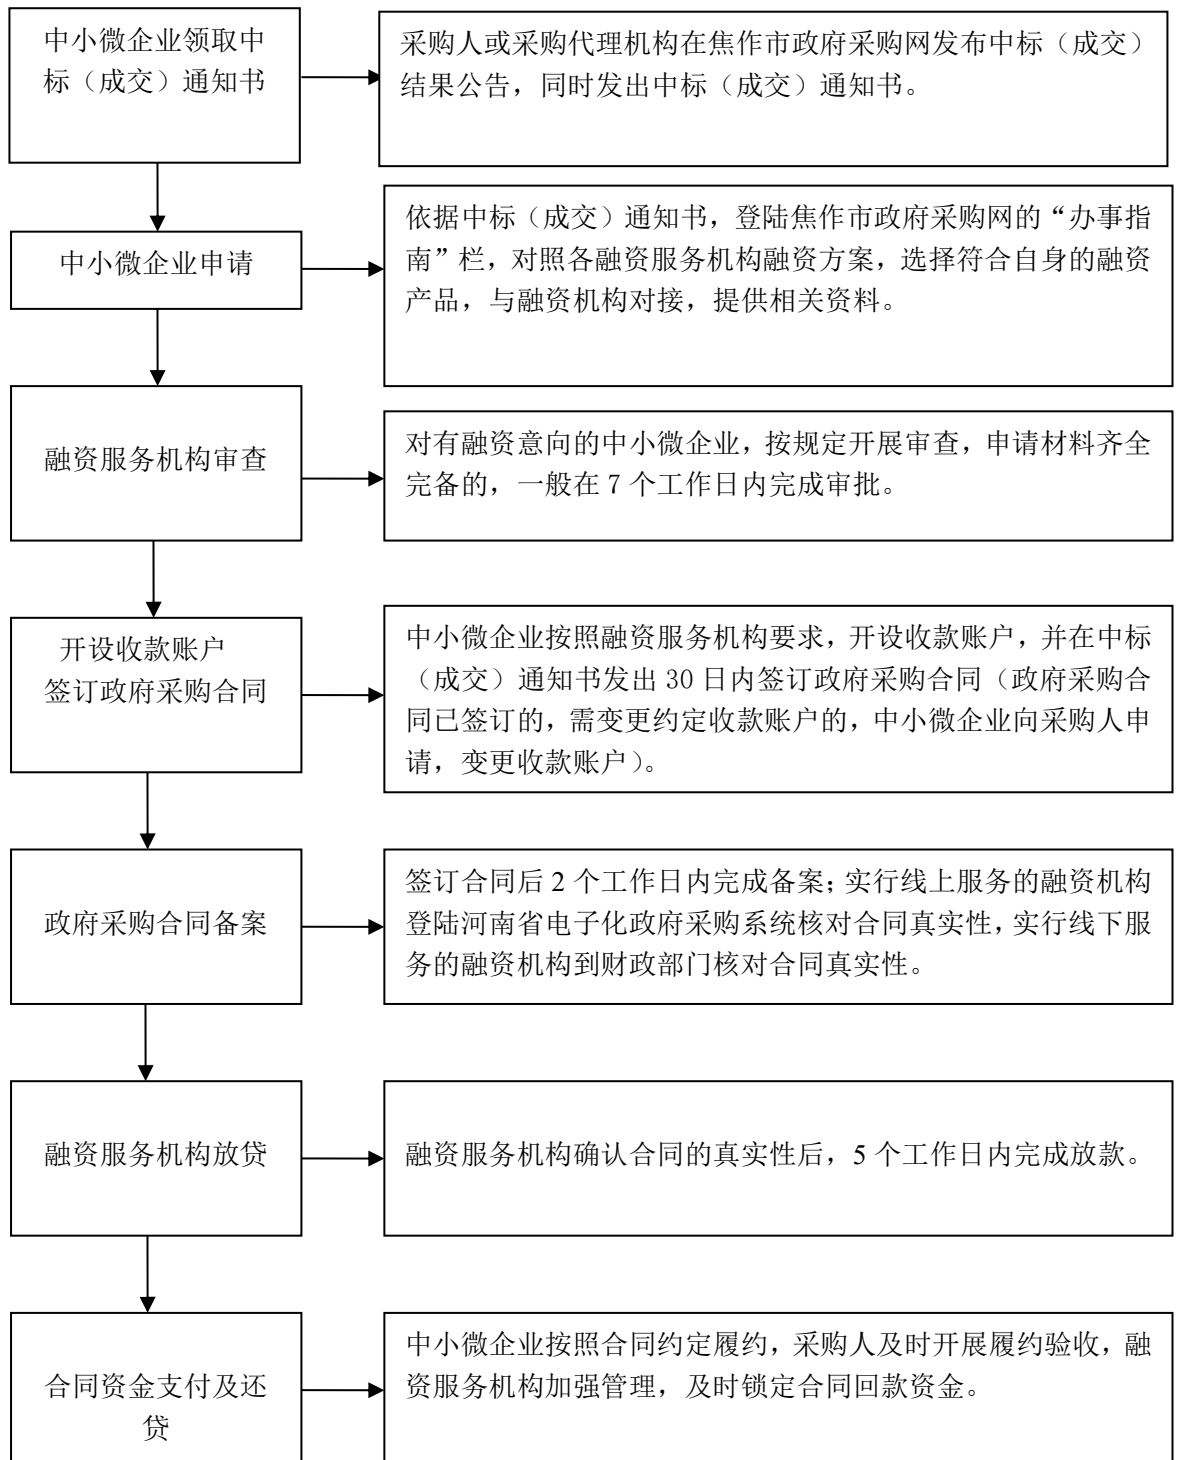 中小微企业领取中
标（成交）通知书
采购人或采购代理机构在焦作市政府采购网发布中标（成交）
结果公告，同时发出中标（成交）通知书。
中小微企业申请
依据中标（成交）通知书，登陆焦作市政府采购网的“办事指
南”栏，对照各融资服务机构融资方案，选择符合自身的融资
产品，与融资机构对接，提供相关资料。
融资服务机构审查
对有融资意向的中小微企业，按规定开展审查，申请材料齐全
完备的，一般在 7 个工作日内完成审批。
开设收款账户
签订政府采购合同
中小微企业按照融资服务机构要求，开设收款账户，并在中标
（成交）通知书发出 30 日内签订政府采购合同（政府采购合
同已签订的，需变更约定收款账户的，中小微企业向采购人申
请，变更收款账户）。
政府采购合同备案
签订合同后 2 个工作日内完成备案；实行线上服务的融资机构
登陆河南省电子化政府采购系统核对合同真实性，实行线下服
务的融资机构到财政部门核对合同真实性。
融资服务机构放贷
融资服务机构确认合同的真实性后，5 个工作日内完成放款。
合同资金支付及还
贷
中小微企业按照合同约定履约，采购人及时开展履约验收，融
资服务机构加强管理，及时锁定合同回款资金。